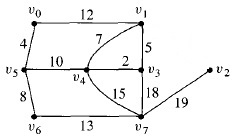 v₀ 12 v₁
4 7 5
v₅ 10 v₄ 2 v₃ v₂
8 15 18 19
v₆ 13 v₇